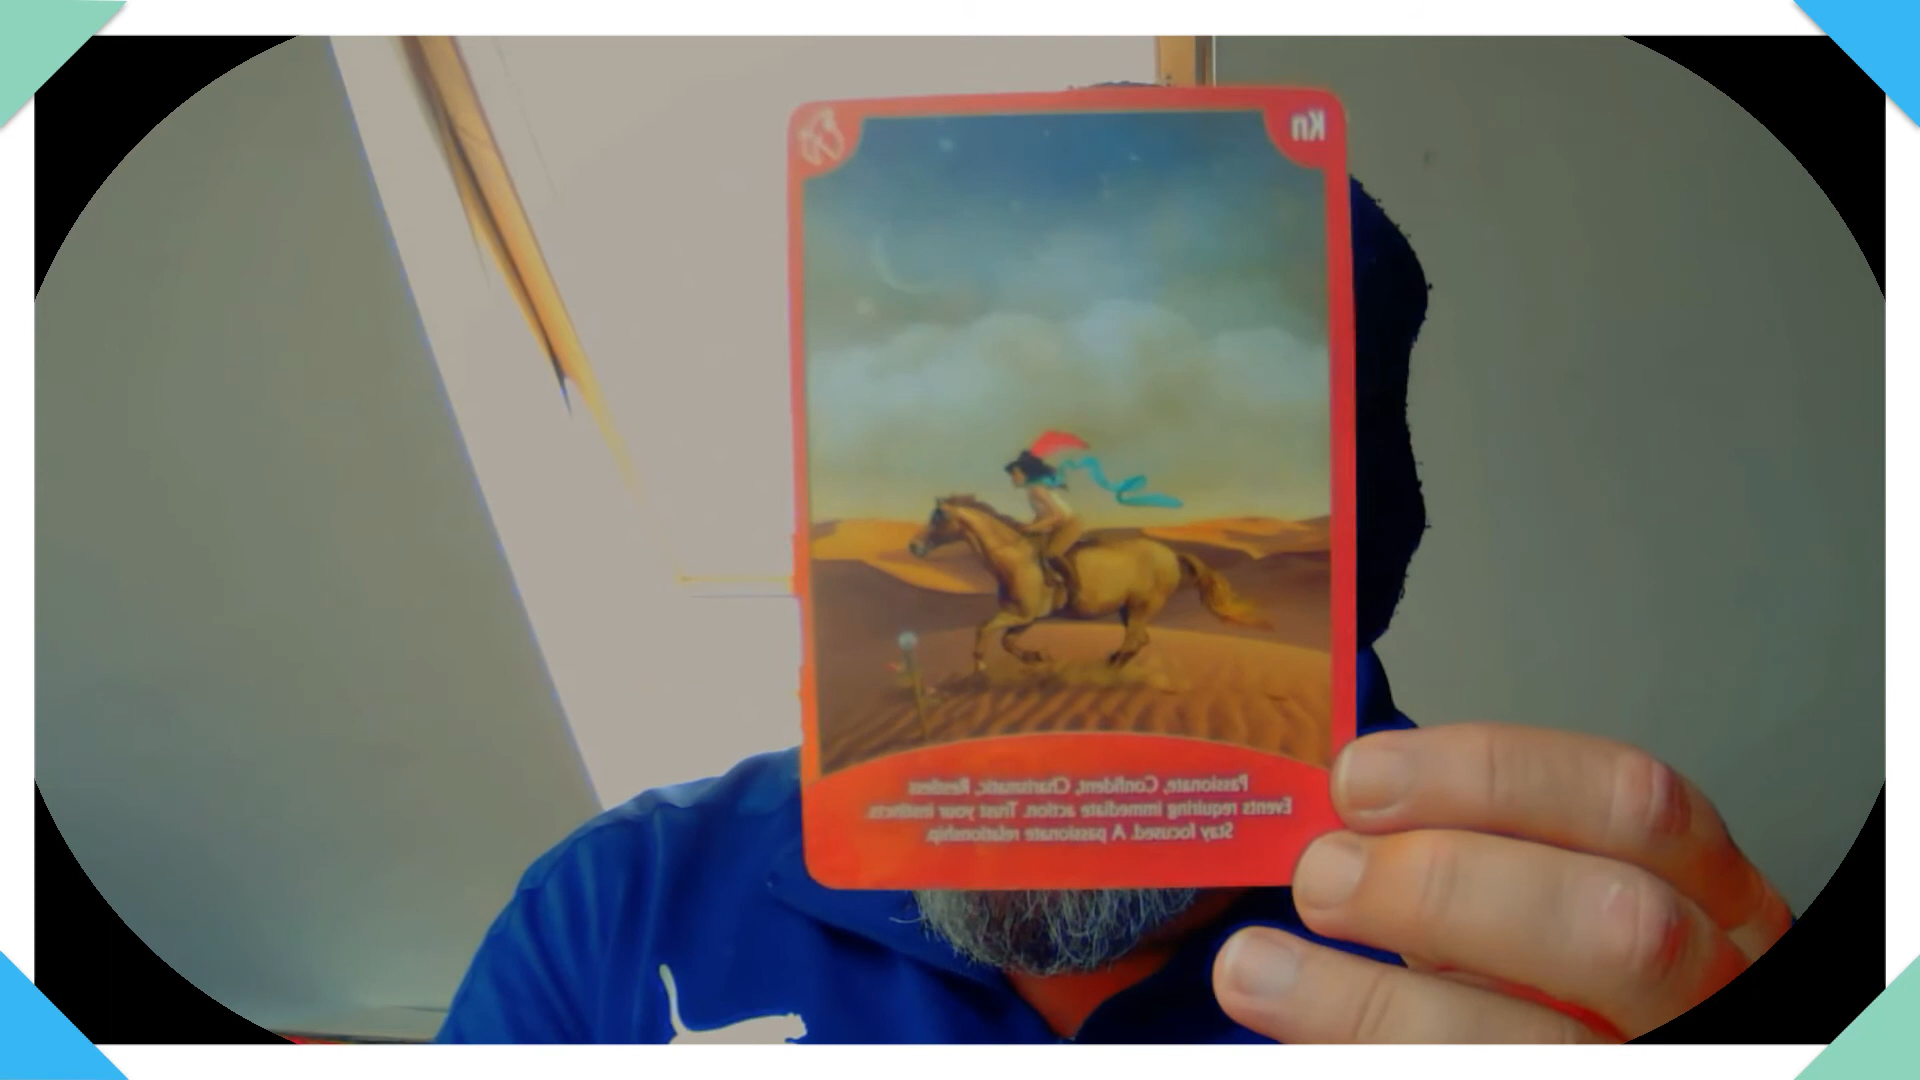 Kn
Passionate, Confident, Charismatic, Restless.
Events requiring immediate action. Trust your instincts.
Stay focused. A passionate relationship.